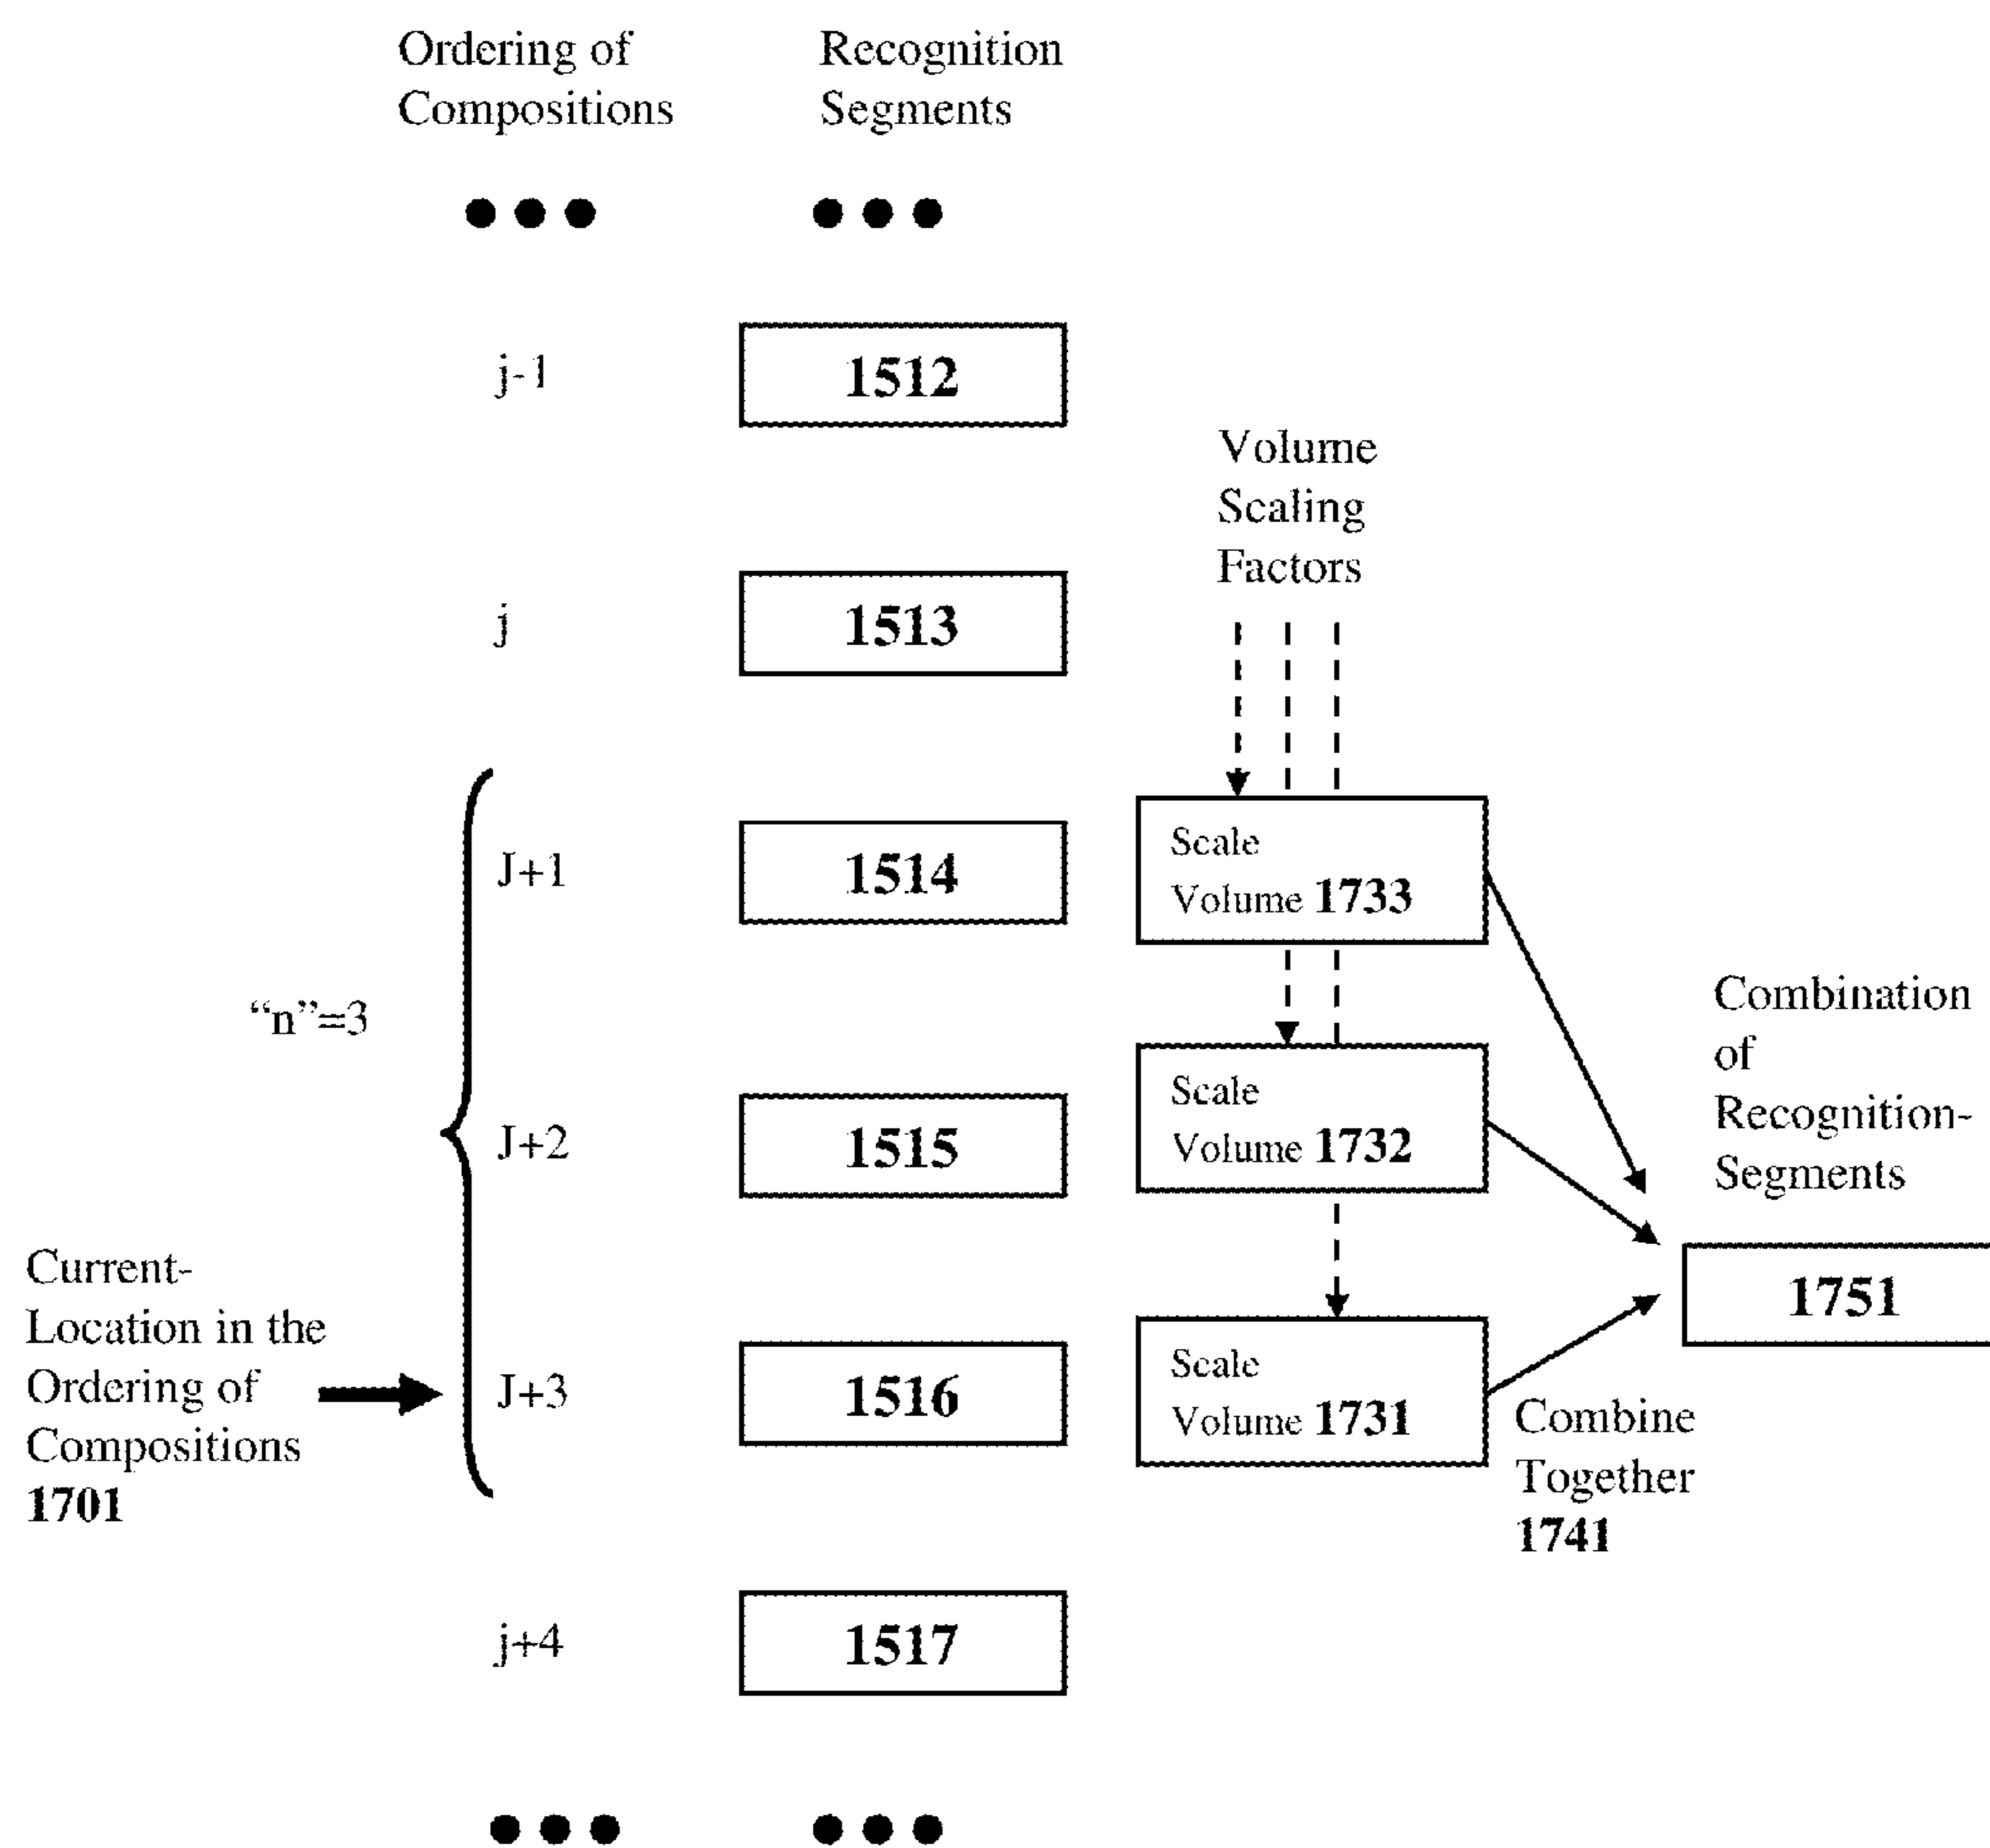 Ordering of
Compositions
Recognition
Segments
j-1
1512
Volume
Scaling
Factors
j
1513
J+1
1514
Scale
Volume 1733
"n"=3
J+2
1515
Scale
Volume 1732
Combination
of
Recognition-
Segments
1751
Current-
Location in the
Ordering of
Compositions
1701
J+3
1516
Scale
Volume 1731
Combine
Together
1741
j+4
1517